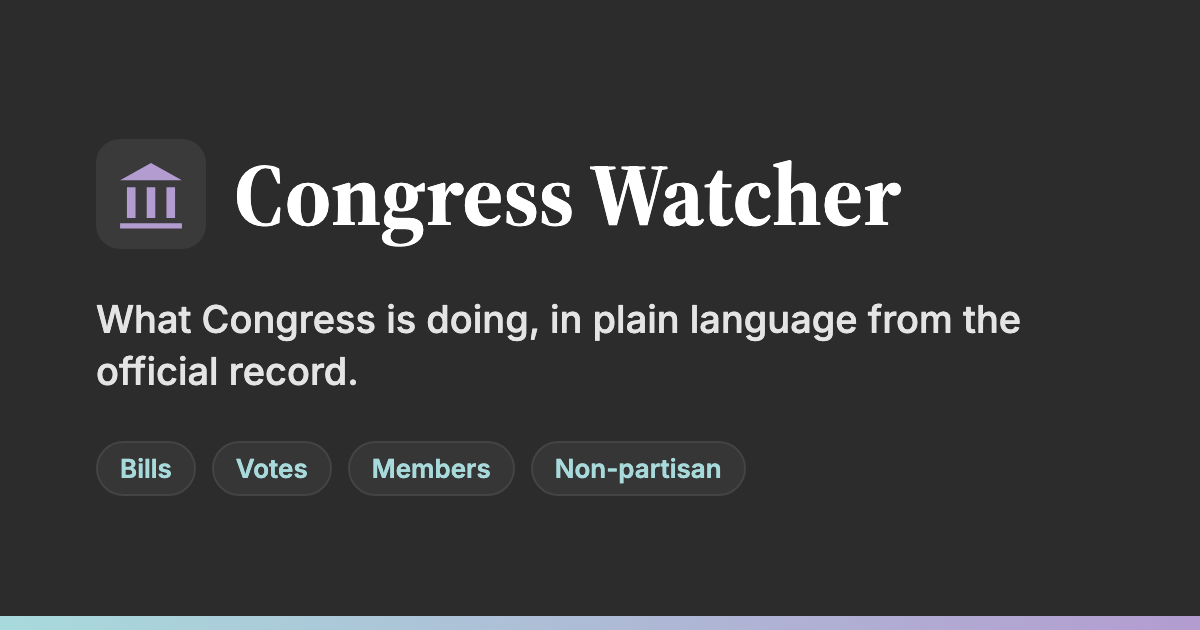 Congress Watcher
What Congress is doing, in plain language from the
official record.
Bills Votes Members Non-partisan